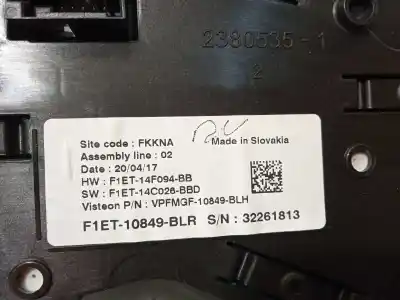 2380535-1
2
Site code : FKKNA
Made in Slovakia
Assembly line : 02
Date : 20/04/17
HW : F1ET-14F094-BB
SW : F1ET-14C026-BBD
Visteon P/N : VPFMGF-10849-BLH
F1ET-10849-BLR S/N : 32261813